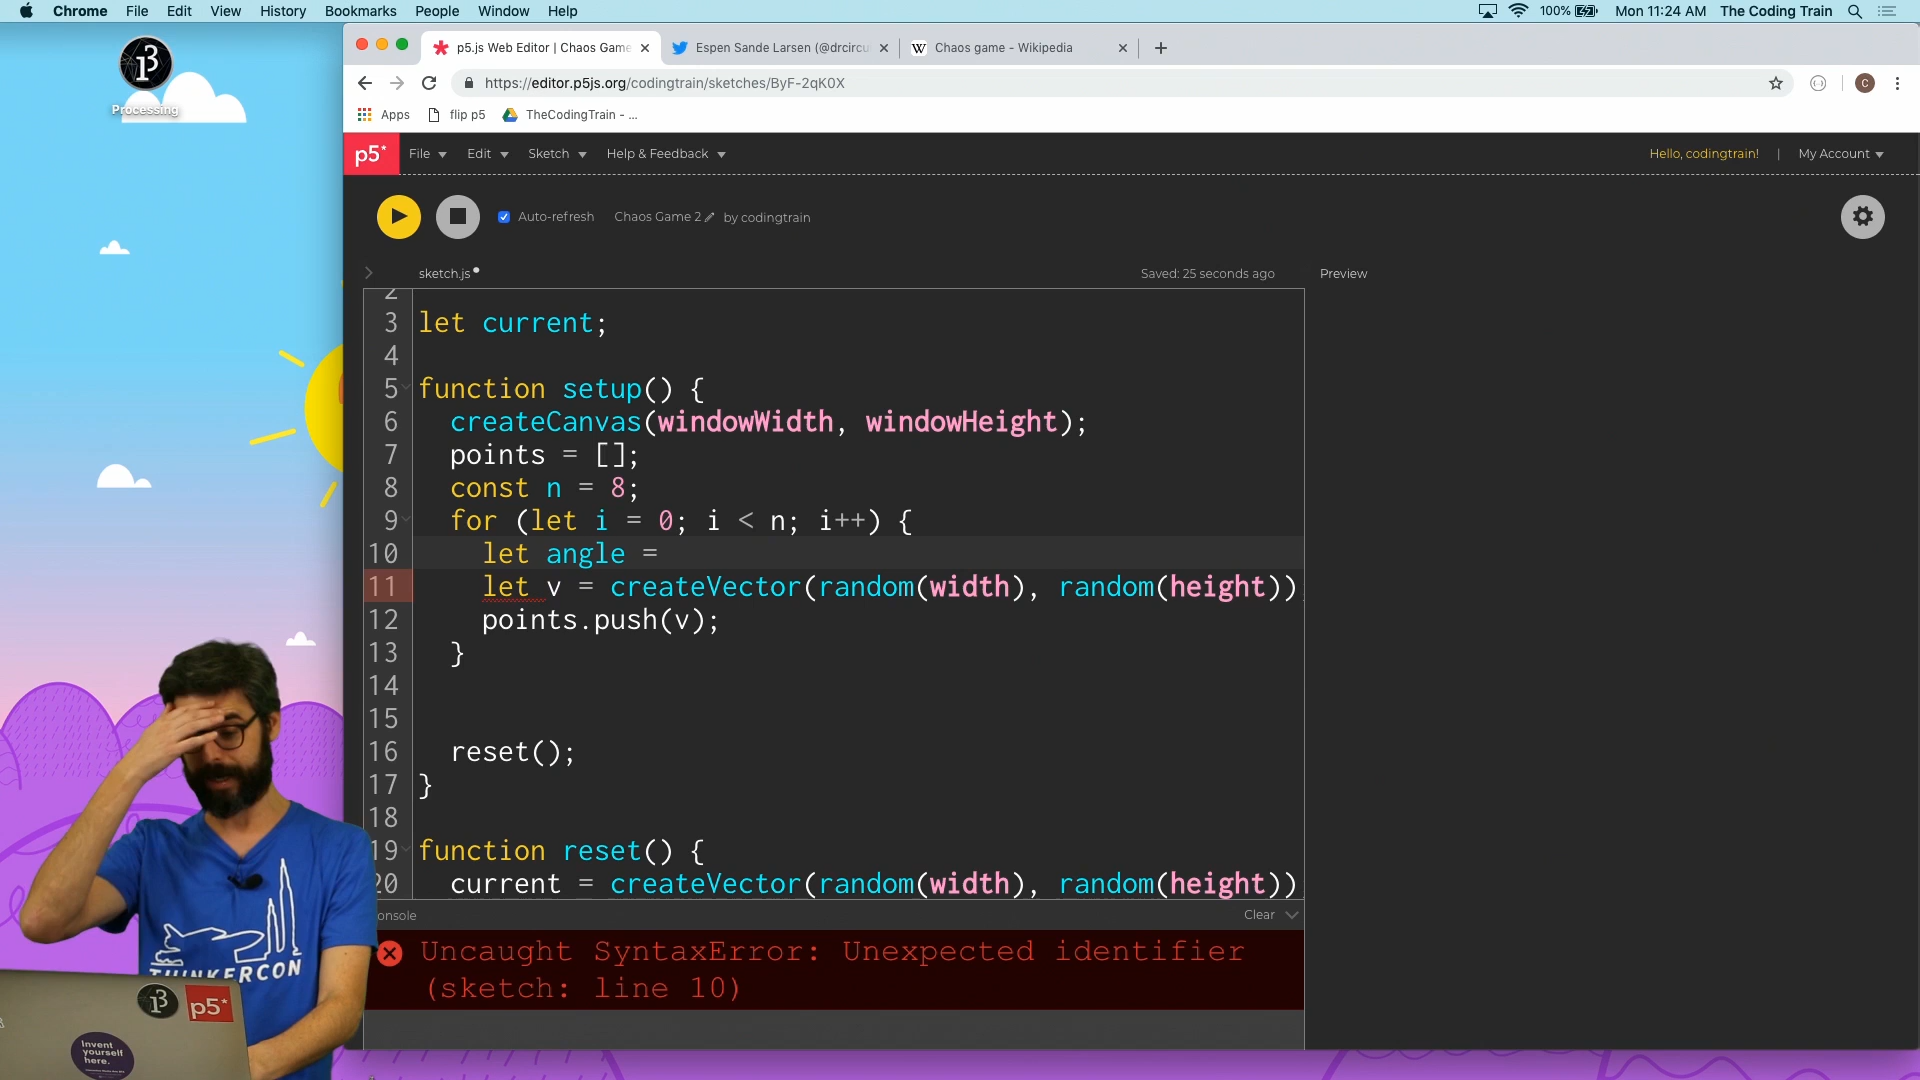 Chrome File Edit View History Bookmarks People Window Help
100% Mon 11:24 AM The Coding Train
Processing
p5.js Web Editor | Chaos Game
Espen Sande Larsen (@drcircu
W Chaos game - Wikipedia
https://editor.p5js.org/codingtrain/sketches/ByF-2qK0X
C
Apps flip p5 TheCodingTrain - ...
p5* File Edit Sketch Help & Feedback
Hello, codingtrain! | My Account
Auto-refresh Chaos Game 2 by codingtrain
sketch.js
Saved: 25 seconds ago
Preview
2
3 let current;
4
5 function setup() {
6 createCanvas(windowWidth, windowHeight);
7 points = [];
8 const n = 8;
9 for (let i = 0; i < n; i++) {
10 let angle =
11 let v = createVector(random(width), random(height))
12 points.push(v);
13 }
14
15
16 reset();
17 }
18
19 function reset() {
20 current = createVector(random(width), random(height))
onsole
Clear
Uncaught SyntaxError: Unexpected identifier
(sketch: line 10)
THINKERCON
p5*
Invent
yourself
here.